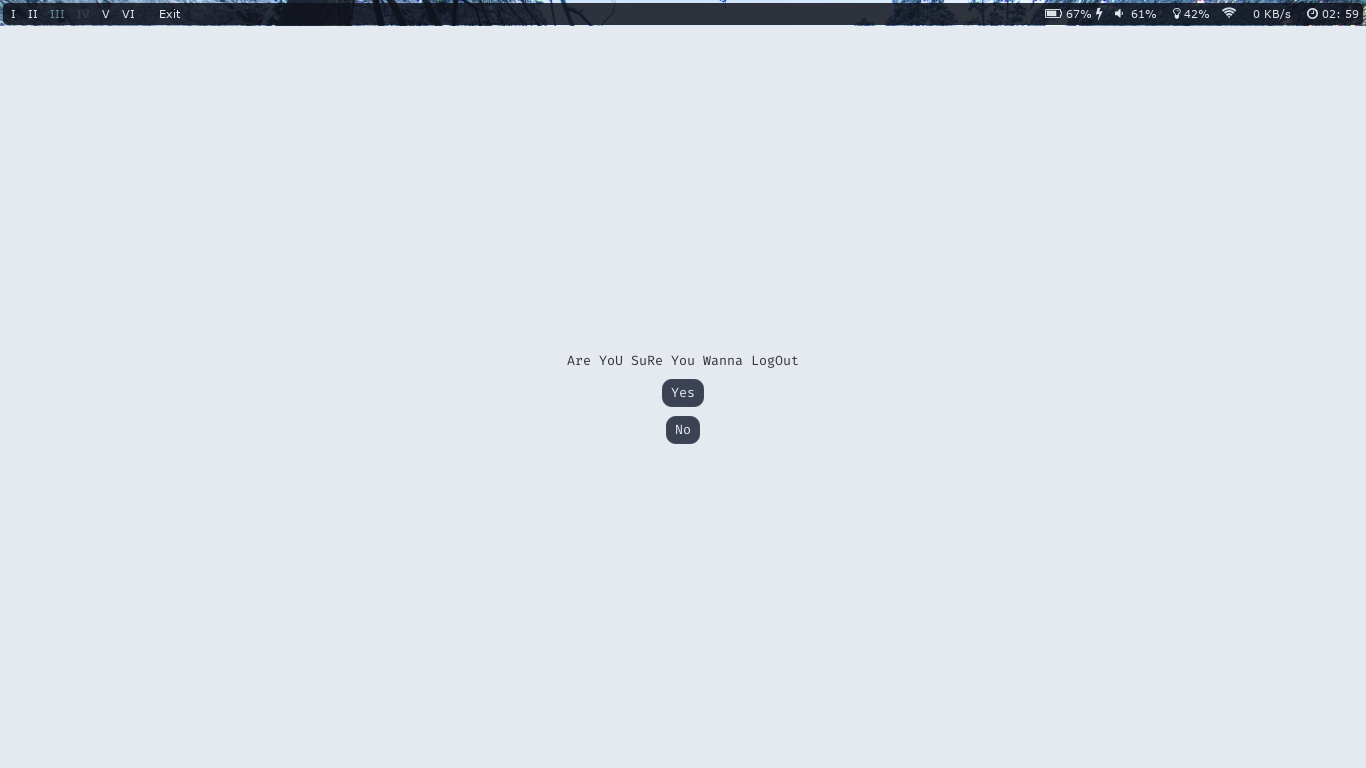 I II III IV V VI Exit 67% 61% 42% 0 KB/s 02: 59
Are YoU SuRe You Wanna LogOut
Yes
No